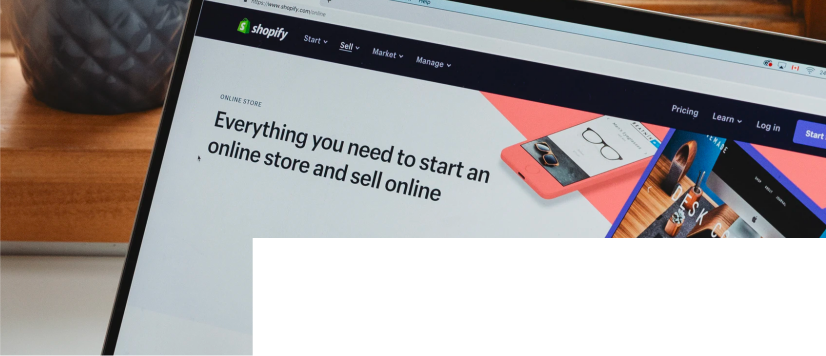 Help
https://www.shopify.com/online
shopify
Start
Sell
Market
Manage
Pricing
Learn
Log in
Start
ONLINE STORE
Everything you need to start an
online store and sell online
DESK